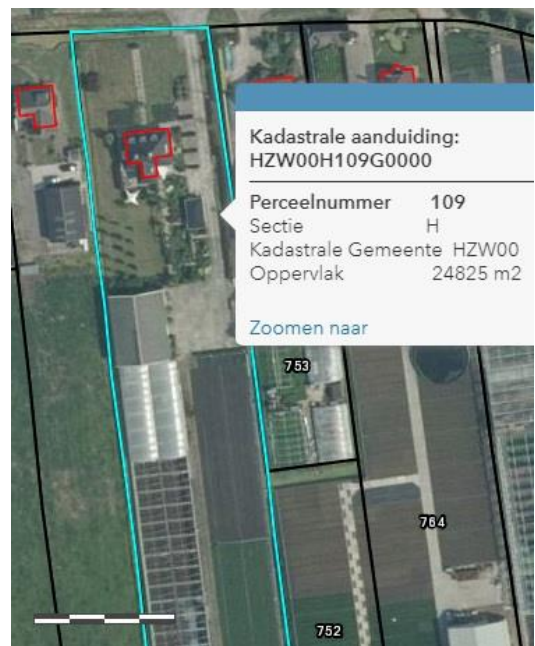 Kadastrale aanduiding:
HZW00H109G0000
Perceelnummer 109
Sectie H
Kadastrale Gemeente HZW00
Oppervlak 24825 m2
Zoomen naar
753
764
752